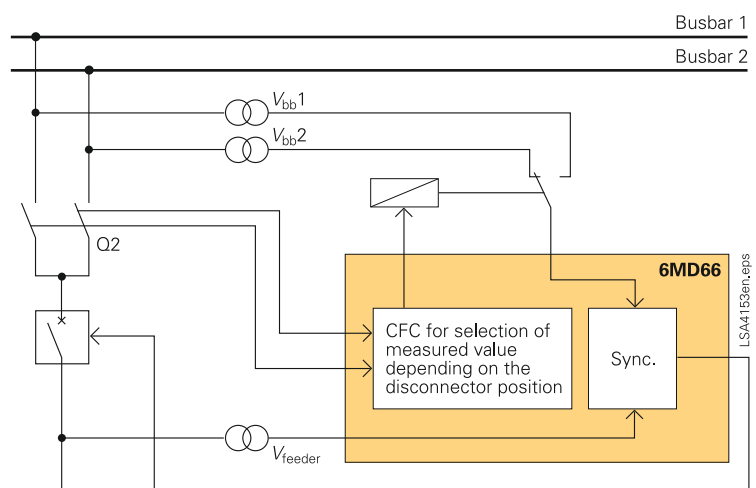 Busbar 1
Busbar 2
Vbb1
Vbb2
Q2
6MD66
CFC for selection of
measured value
depending on the
disconnector position
Sync.
Vfeeder
LSA4153en.eps